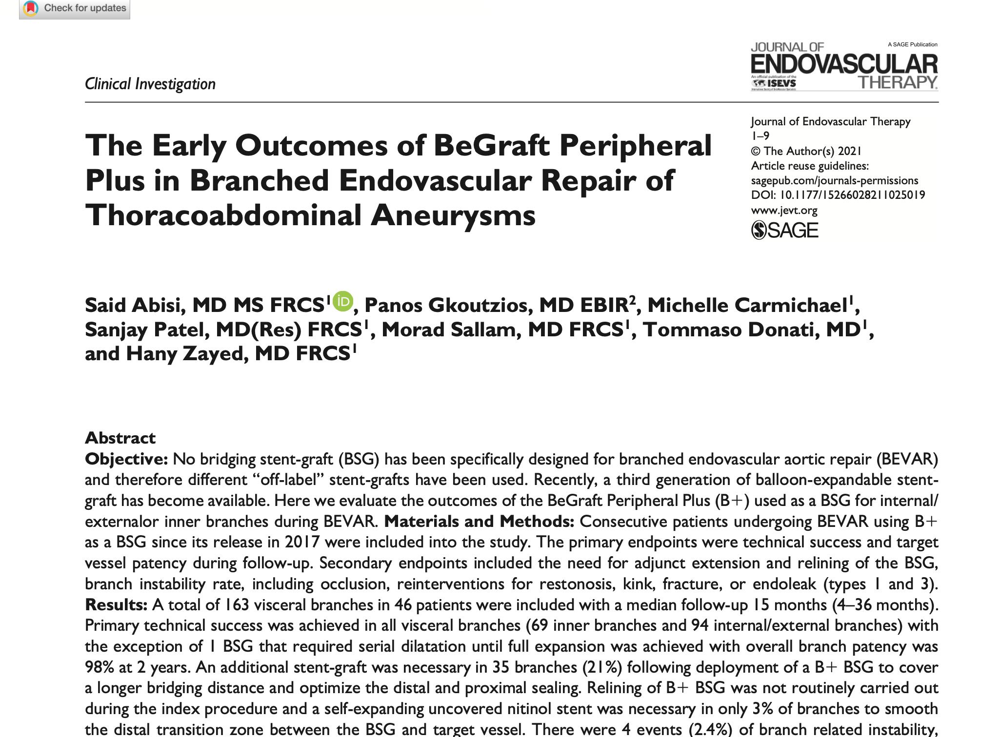 Check for updates
JOURNAL OF
A SAGE Publication
ENDOVASCULAR
An official publication of the
ISEVS
International Society of EndoVascular Specialists
THERAPY®
Clinical Investigation
The Early Outcomes of BeGraft Peripheral
Plus in Branched Endovascular Repair of
Thoracoabdominal Aneurysms
Journal of Endovascular Therapy
1–9
© The Author(s) 2021
Article reuse guidelines:
sagepub.com/journals-permissions
DOI: 10.1177/15266028211025019
www.jevt.org
SAGE
Said Abisi, MD MS FRCS¹ iD, Panos Gkoutzios, MD EBIR², Michelle Carmichael¹,
Sanjay Patel, MD(Res) FRCS¹, Morad Sallam, MD FRCS¹, Tommaso Donati, MD¹,
and Hany Zayed, MD FRCS¹
Abstract
Objective: No bridging stent-graft (BSG) has been specifically designed for branched endovascular aortic repair (BEVAR)
and therefore different “off-label” stent-grafts have been used. Recently, a third generation of balloon-expandable stent-
graft has become available. Here we evaluate the outcomes of the BeGraft Peripheral Plus (B+) used as a BSG for internal/
externalor inner branches during BEVAR. Materials and Methods: Consecutive patients undergoing BEVAR using B+
as a BSG since its release in 2017 were included into the study. The primary endpoints were technical success and target
vessel patency during follow-up. Secondary endpoints included the need for adjunct extension and relining of the BSG,
branch instability rate, including occlusion, reinterventions for restonosis, kink, fracture, or endoleak (types 1 and 3).
Results: A total of 163 visceral branches in 46 patients were included with a median follow-up 15 months (4–36 months).
Primary technical success was achieved in all visceral branches (69 inner branches and 94 internal/external branches) with
the exception of 1 BSG that required serial dilatation until full expansion was achieved with overall branch patency was
98% at 2 years. An additional stent-graft was necessary in 35 branches (21%) following deployment of a B+ BSG to cover
a longer bridging distance and optimize the distal and proximal sealing. Relining of B+ BSG was not routinely carried out
during the index procedure and a self-expanding uncovered nitinol stent was necessary in only 3% of branches to smooth
the distal transition zone between the BSG and target vessel. There were 4 events (2.4%) of branch related instability,